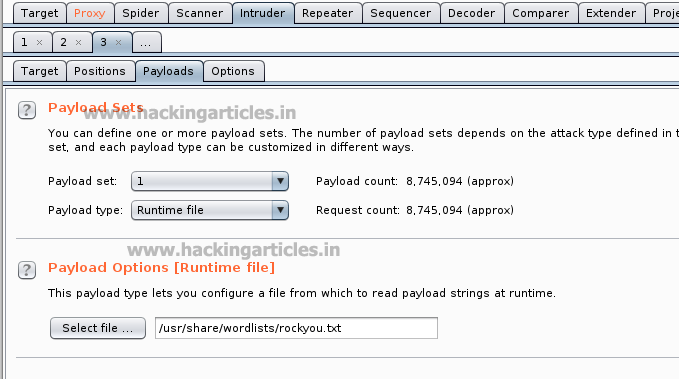 Target Proxy Spider Scanner Intruder Repeater Sequencer Decoder Comparer Extender Proje
1 × 2 × 3 × ...
Target Positions Payloads Options
? Payload Sets
www.hackingarticles.in
You can define one or more payload sets. The number of payload sets depends on the attack type defined in t
set, and each payload type can be customized in different ways.
Payload set: 1 Payload count: 8,745,094 (approx)
Payload type: Runtime file Request count: 8,745,094 (approx)
www.hackingarticles.in
? Payload Options [Runtime file]
This payload type lets you configure a file from which to read payload strings at runtime.
Select file ... /usr/share/wordlists/rockyou.txt